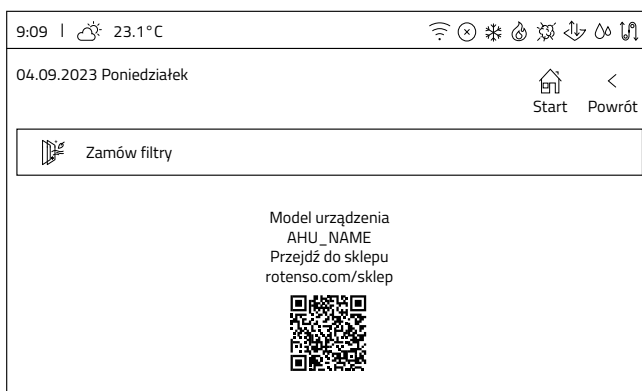 9:09 | 23.1°C
04.09.2023 Poniedziałek
Start Powrót
Zamów filtry
Model urządzenia
AHU_NAME
Przejdź do sklepu
rotenso.com/sklep